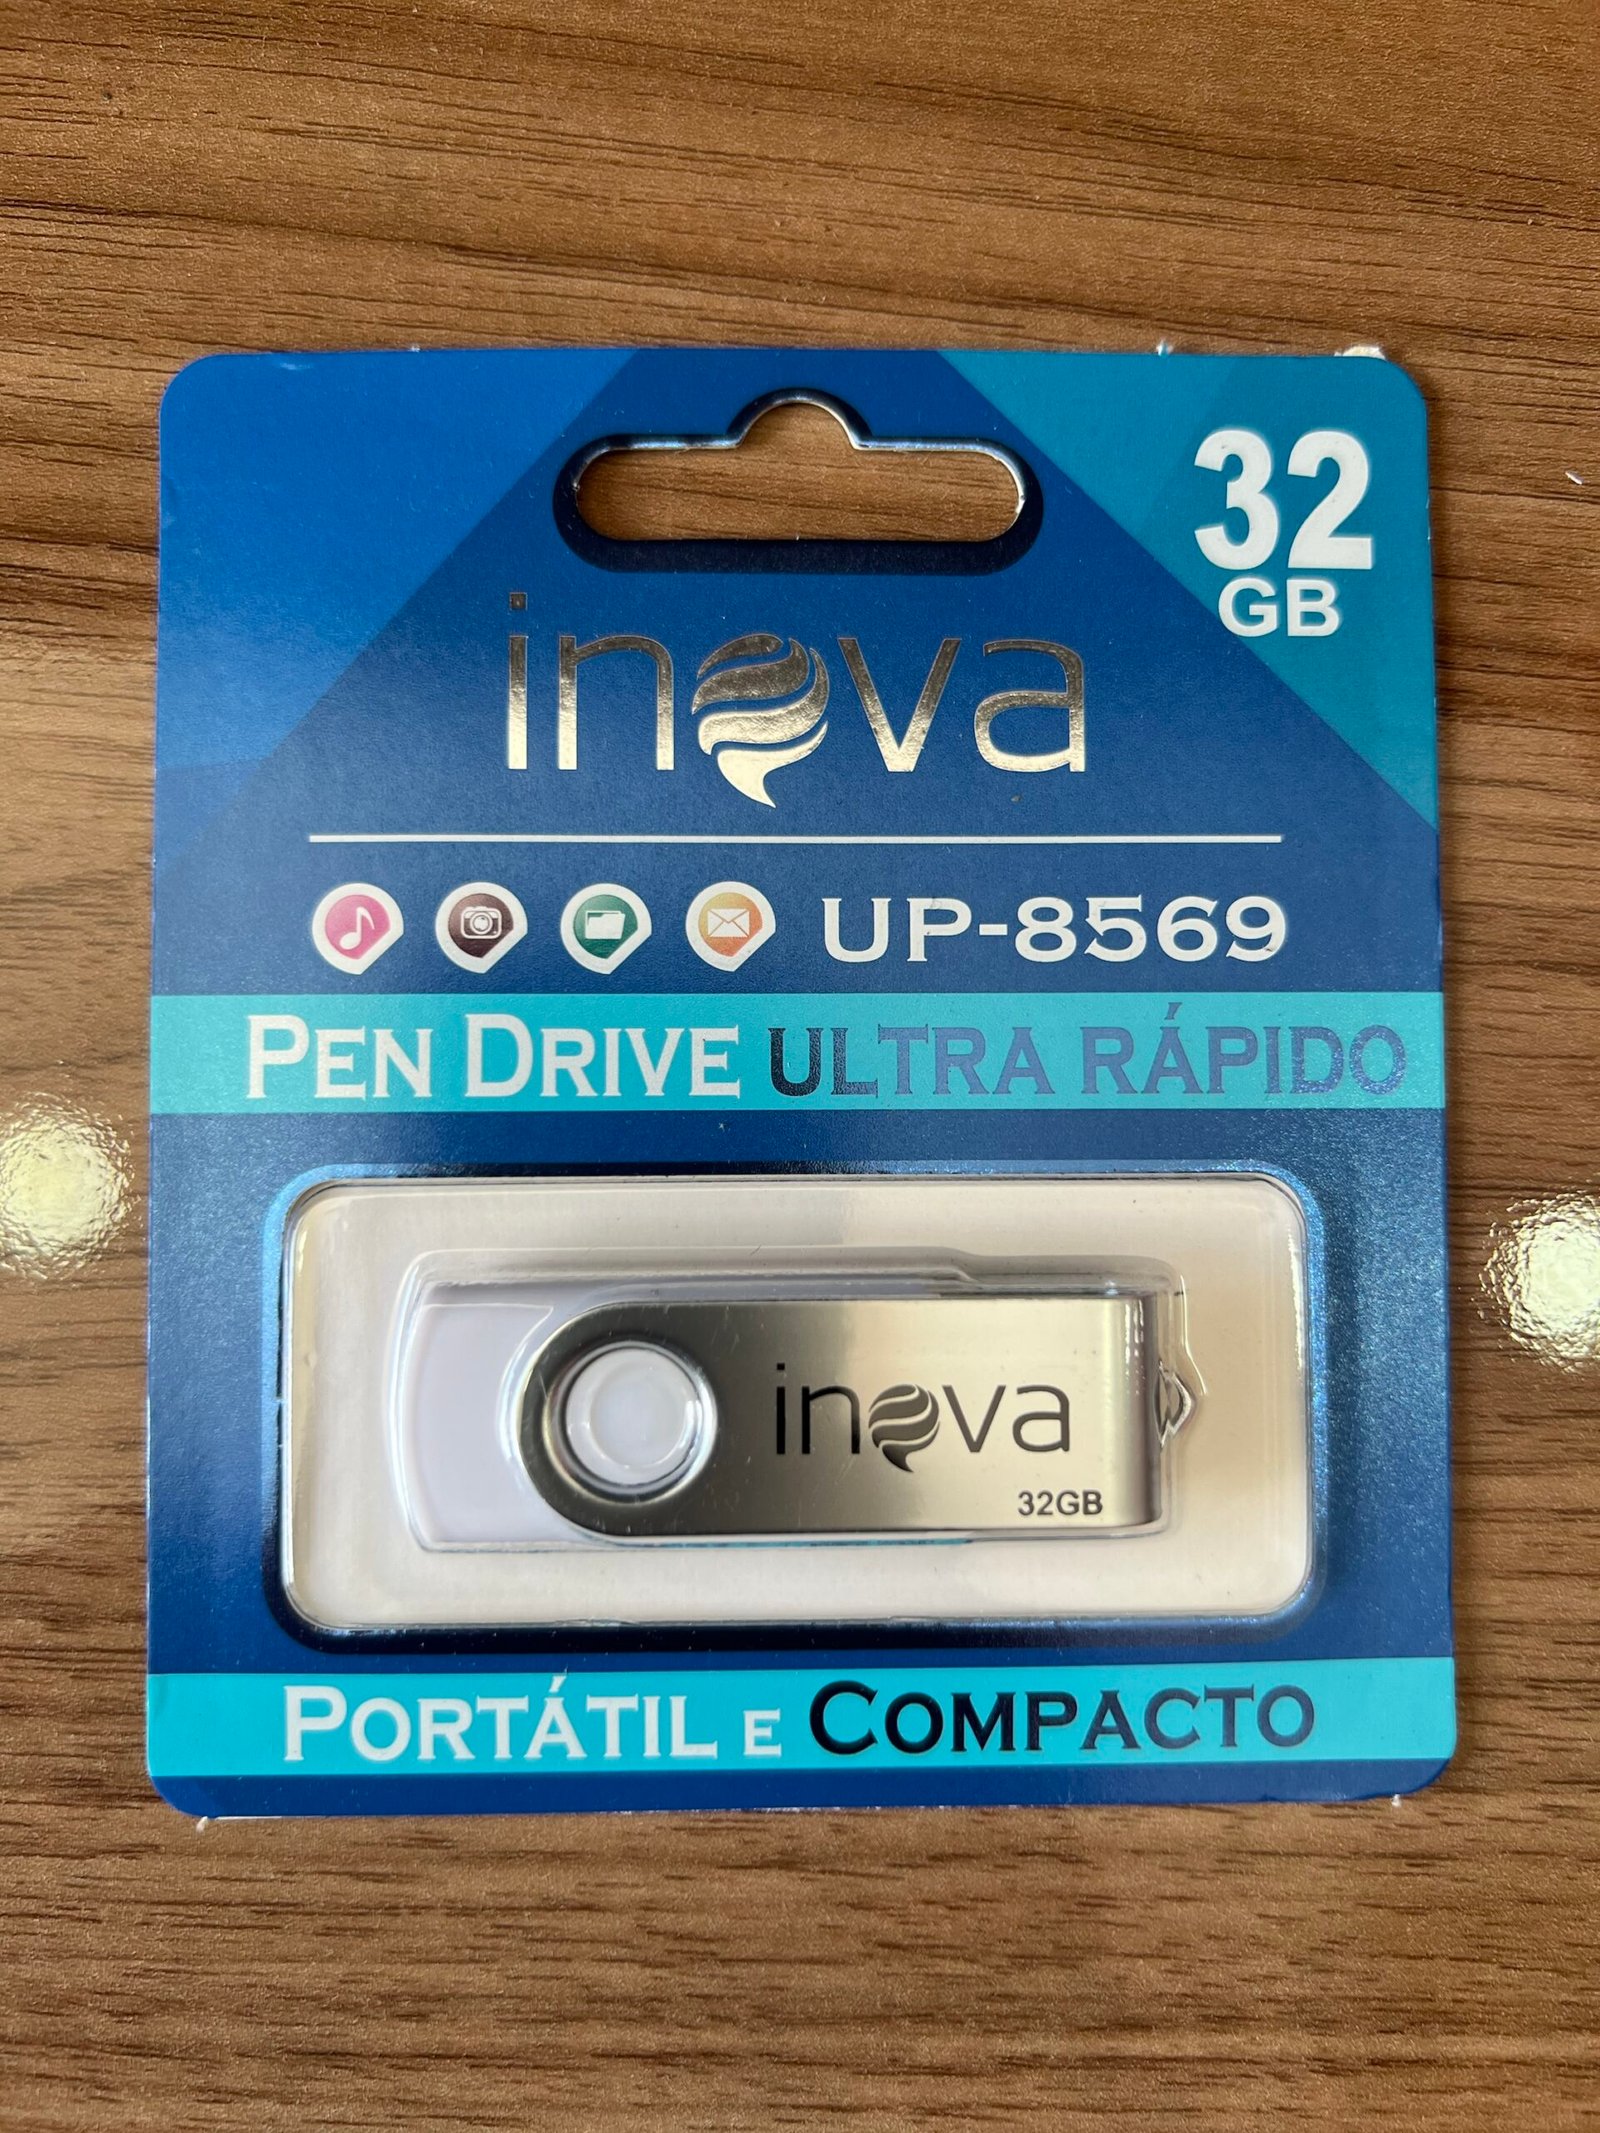 32
GB
inova
UP-8569
PEN DRIVE ULTRA RÁPIDO
inova
32GB
PORTÁTIL E COMPACTO